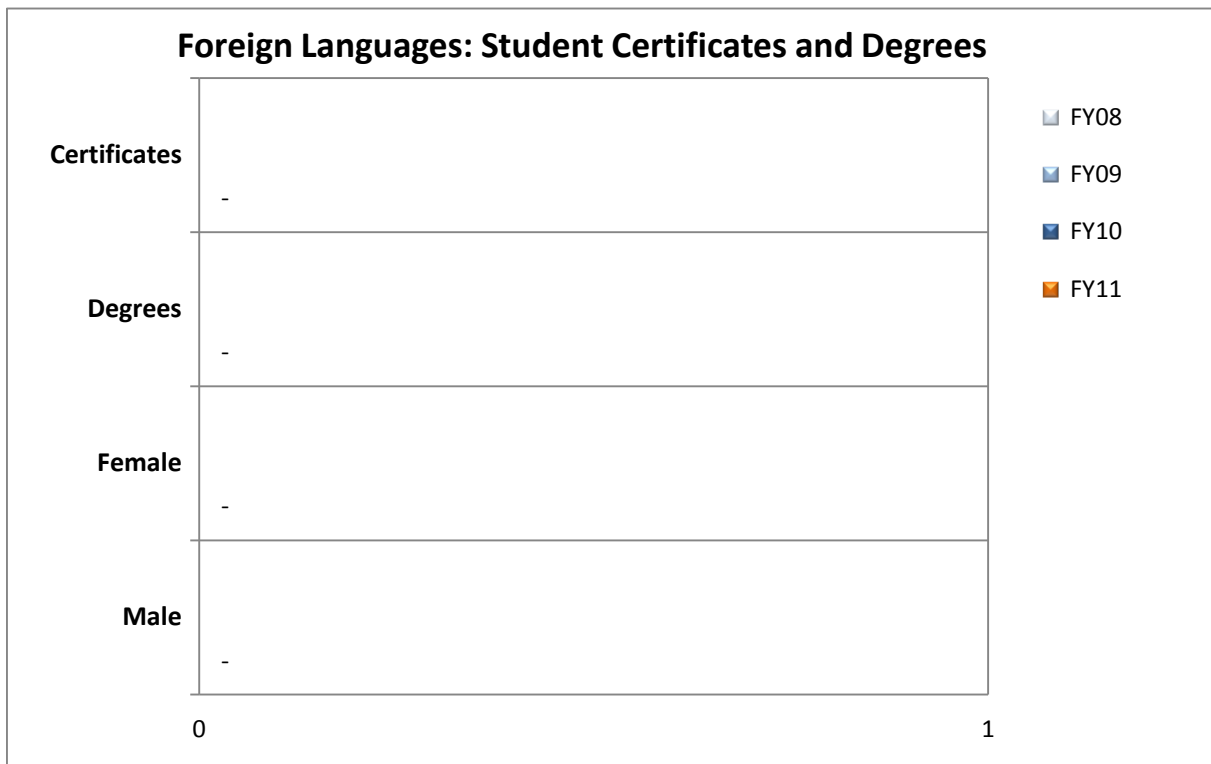 Foreign Languages: Student Certificates and Degrees
Certificates
-
Degrees
-
Female
-
Male
-
0 1
FY08
FY09
FY10
FY11